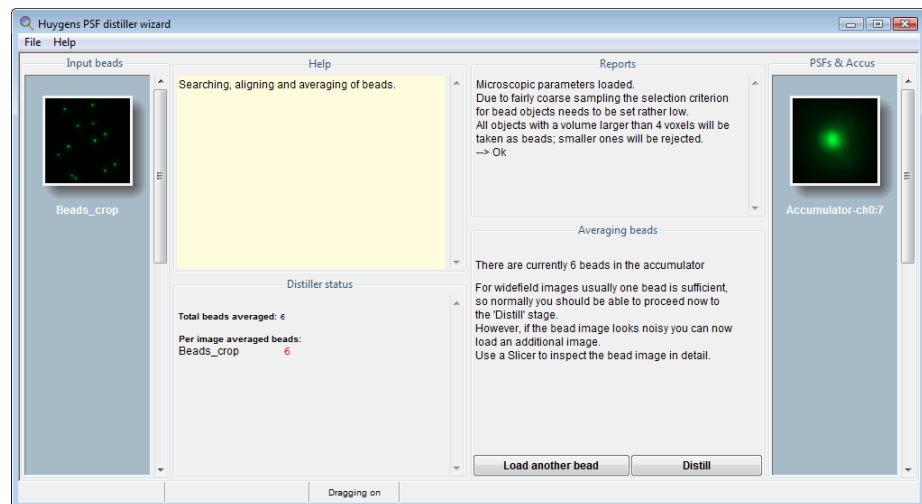 Huygens PSF distiller wizard
File Help
Input beads
Beads_crop
Help
Searching, aligning and averaging of beads.
Distiller status
Total beads averaged: 6
Per image averaged beads:
Beads_crop 6
Reports
Microscopic parameters loaded.
Due to fairly coarse sampling the selection criterion
for bead objects needs to be set rather low.
All objects with a volume larger than 4 voxels will be
taken as beads; smaller ones will be rejected.
--> Ok
Averaging beads
There are currently 6 beads in the accumulator
For widefield images usually one bead is sufficient,
so normally you should be able to proceed now to
the 'Distill' stage.
However, if the bead image looks noisy you can now
load an additional image.
Use a Slicer to inspect the bead image in detail.
Load another bead Distill
PSFs & Accus
Accumulator-ch0:7
Dragging on